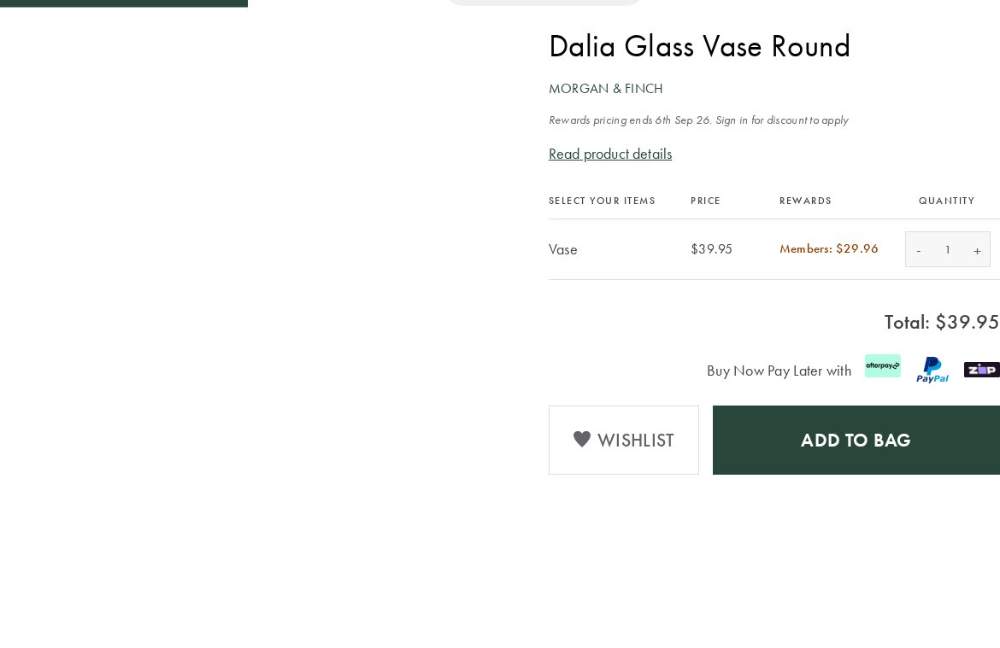 Dalia Glass Vase Round
MORGAN & FINCH
Rewards pricing ends 6th Sep 26. Sign in for discount to apply
Read product details
SELECT YOUR ITEMS PRICE REWARDS QUANTITY
Vase $39.95 Members: $29.96 - 1 +
Total: $39.95
Buy Now Pay Later with afterpay PayPal ZIP
WISHLIST ADD TO BAG